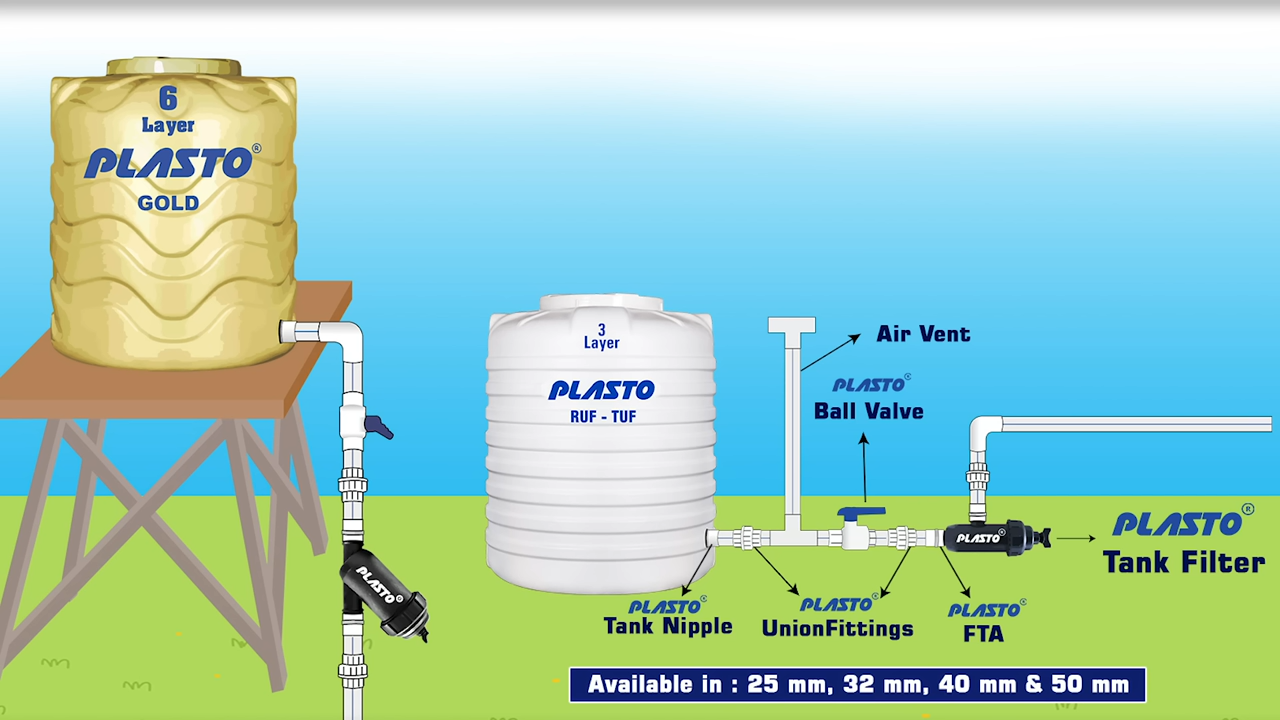 6
Layer
PLASTO®
GOLD
PLASTO®
3
Layer
PLASTO
RUF - TUF
Air Vent
PLASTO®
Ball Valve
PLASTO®
PLASTO®
Tank Filter
PLASTO®
Tank Nipple
PLASTO®
UnionFittings
PLASTO®
FTA
Available in : 25 mm, 32 mm, 40 mm & 50 mm